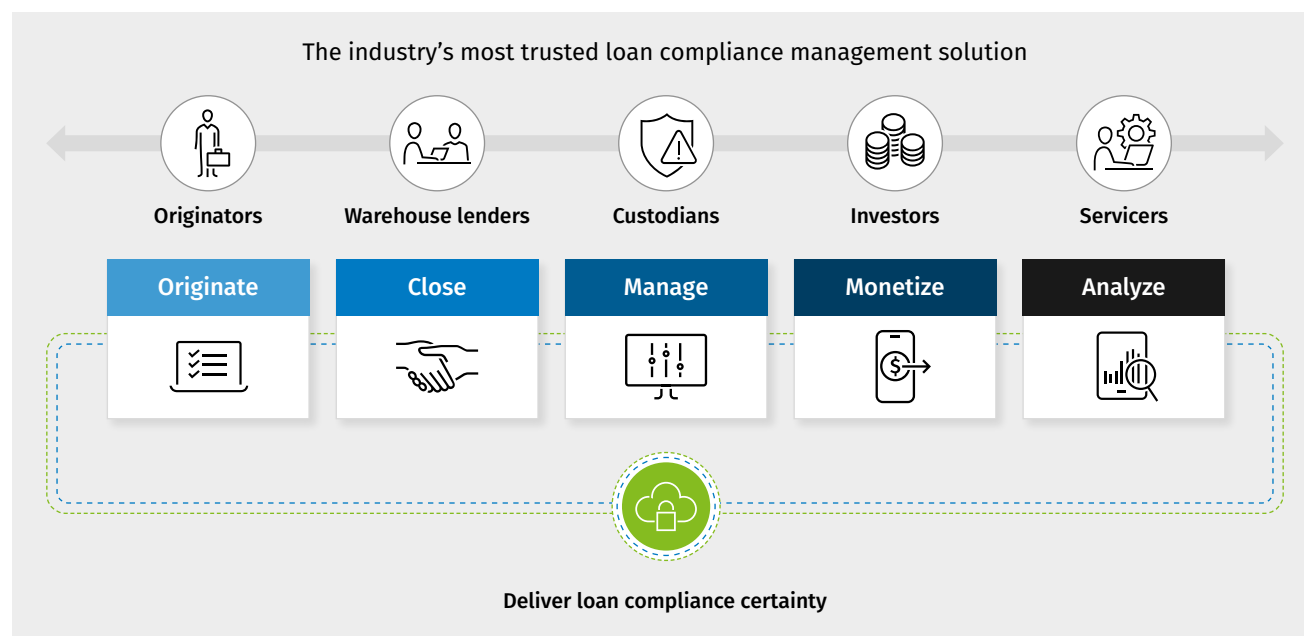 The industry’s most trusted loan compliance management solution
Originators
Warehouse lenders
Custodians
Investors
Servicers
Originate
Close
Manage
Monetize
Analyze
$
Deliver loan compliance certainty